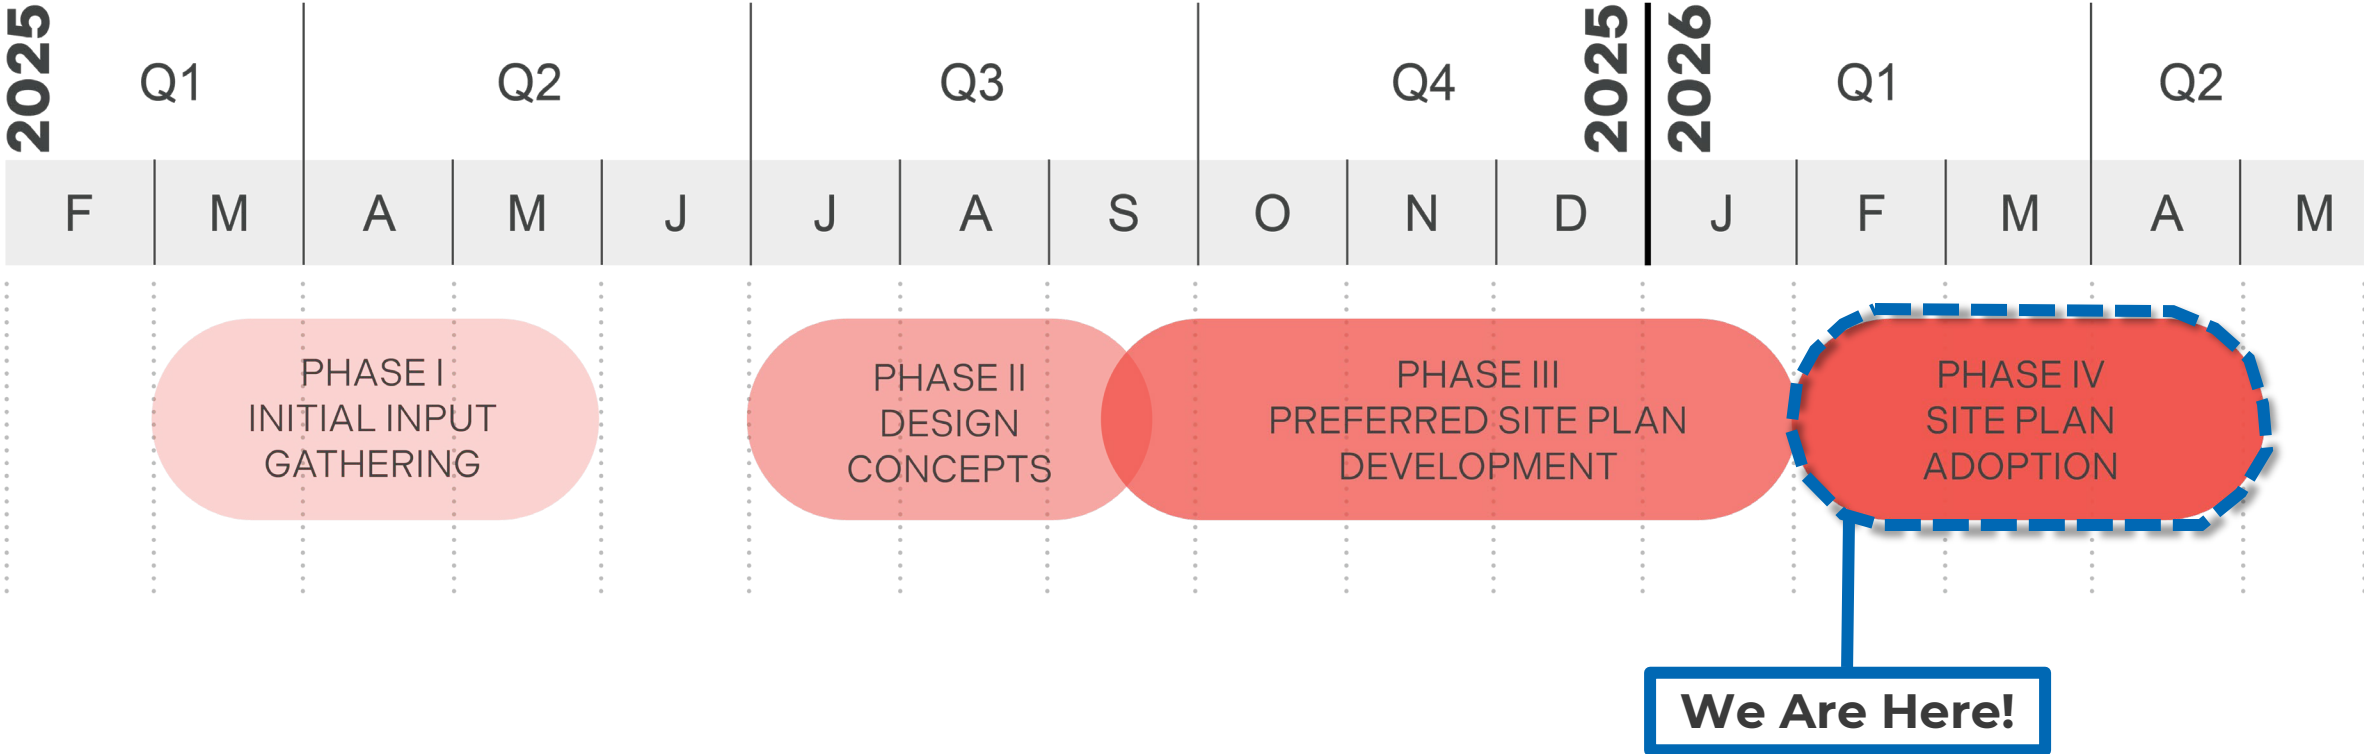 2025 Q1 Q2 Q3 Q4 2025 2026 Q1 Q2
F M A M J J A S O N D J F M A M
PHASE I
INITIAL INPUT
GATHERING
PHASE II
DESIGN
CONCEPTS
PHASE III
PREFERRED SITE PLAN
DEVELOPMENT
PHASE IV
SITE PLAN
ADOPTION
We Are Here!